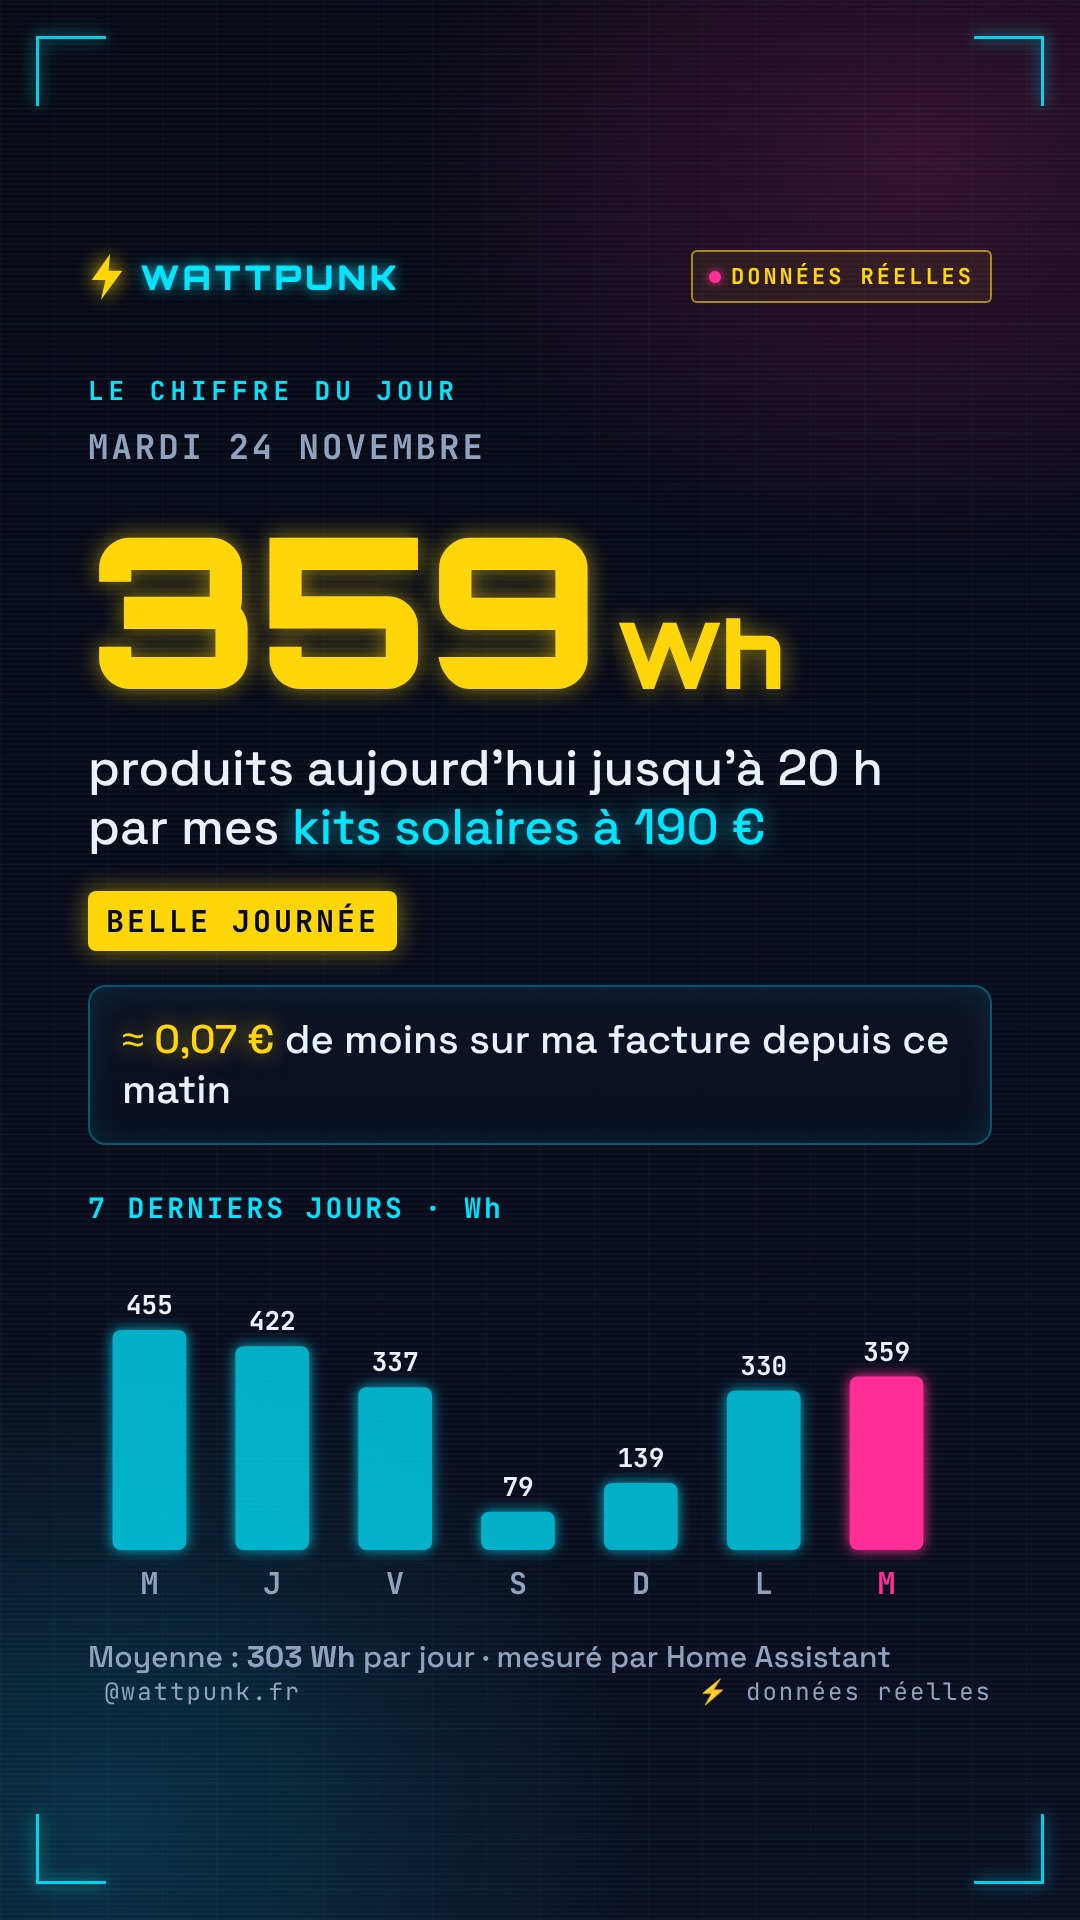 ⚡ WATTPUNK
DONNÉES RÉELLES
LE CHIFFRE DU JOUR
MARDI 24 NOVEMBRE
359 Wh
produits aujourd’hui jusqu’à 20 h
par mes kits solaires à 190 €
BELLE JOURNÉE
≈ 0,07 € de moins sur ma facture depuis ce
matin
7 DERNIERS JOURS · Wh
455 422 337 79 139 330 359
M J V S D L M
Moyenne : 303 Wh par jour · mesuré par Home Assistant
@wattpunk.fr
⚡ données réelles